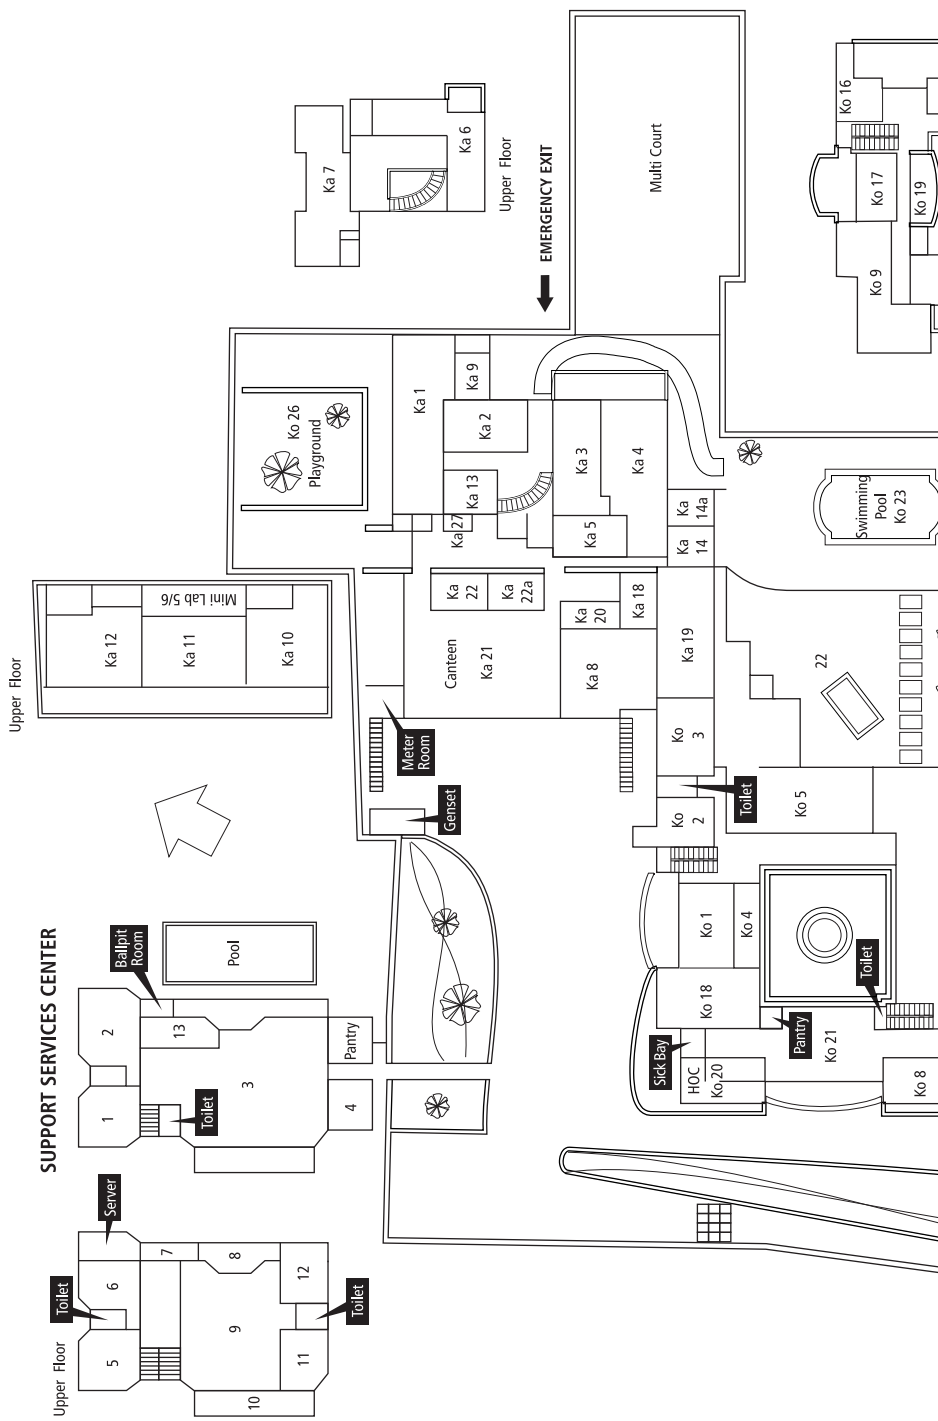 SUPPORT SERVICES CENTER
Upper Floor
5
6
7
8
9
10
11
12
Toilet
Server
Toilet
1
2
3
4
13
Toilet
Ballpit
Room
Pantry
Pool
Upper Floor
Ka 12
Ka 11
Ka 10
Mini Lab 5/6
Ka 7
Ka 6
Upper Floor
EMERGENCY EXIT
Multi Court
Ko 26
Playground
Ka 1
Ka 9
Ka 2
Ka 13
Ka 27
Ka 3
Ka 4
Ka 5
Ka
14a
Ka
14
Ka
22
Ka
22a
Ka
20
Ka 18
Canteen
Ka 21
Ka 8
Ka 19
Meter
Room
Genset
Ko
3
Ko
2
Toilet
Ko 5
22
Ko 1
Ko 4
Ko 18
Sick Bay
HOC
Ko 20
Pantry
Ko 21
Toilet
Ko 8
Swimming
Pool
Ko 23
Ko 16
Ko 17
Ko 19
Ko 9